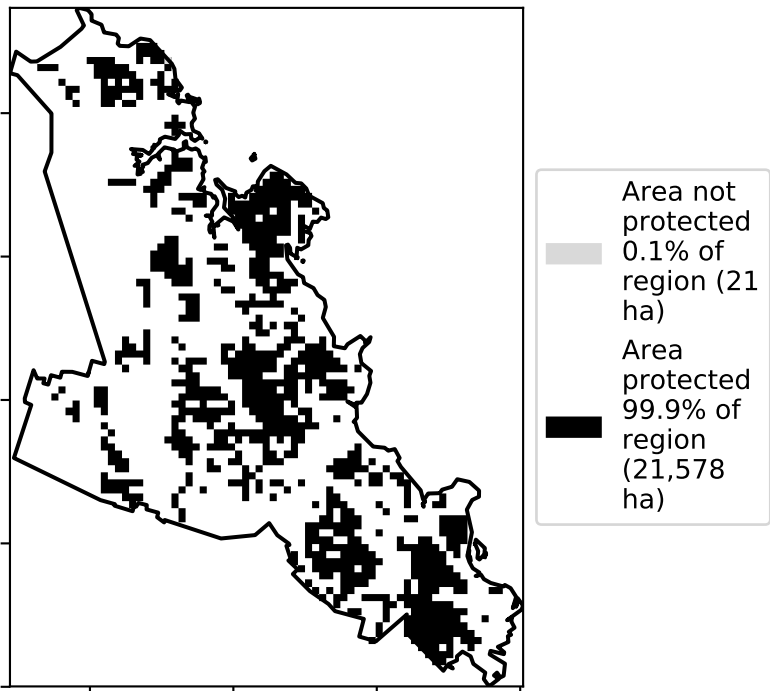 Area not
protected
0.1% of
region (21
ha)
Area
protected
99.9% of
region
(21,578
ha)